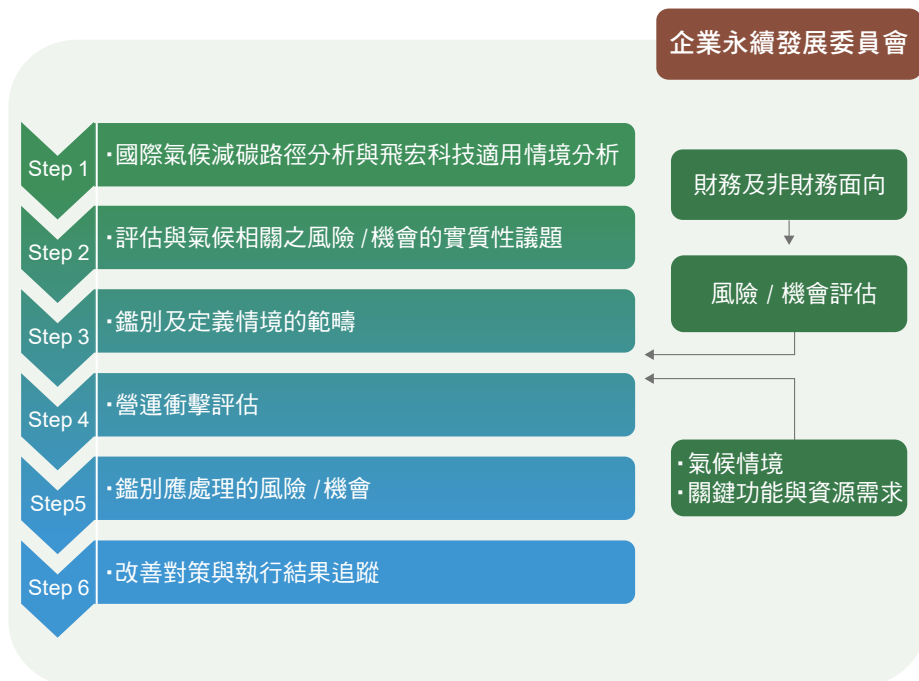 企業永續發展委員會
Step 1
·國際氣候減碳路徑分析與飛宏科技適用情境分析
Step 2
·評估與氣候相關之風險 / 機會的實質性議題
Step 3
·鑑別及定義情境的範疇
Step 4
·營運衝擊評估
Step5
·鑑別應處理的風險 / 機會
Step 6
·改善對策與執行結果追蹤
財務及非財務面向
風險 / 機會評估
·氣候情境
·關鍵功能與資源需求